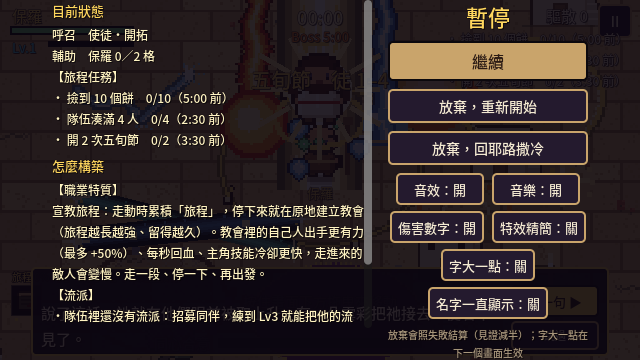 目前狀態
呼召　使徒・開拓
輔助　保羅 0／2 格
【旅程任務】
・ 撿到 10 個餅　0/10（5:00 前）
・ 隊伍湊滿 4 人　0/4（2:30 前）
・ 開 2 次五旬節　0/2（3:30 前）
怎麼構築
【職業特質】
宣教旅程：走動時累積「旅程」，停下來就在原地建立教會
（旅程越長越強、留得越久）。教會裡的自己人出手更有力
（最多 +50%）、每秒回血、主角技能冷卻更快，走進來的
敵人會變慢。走一段、停一下、再出發。
【流派】
・隊伍裡還沒有流派：招募同伴，練到 Lv3 就能把他的流
暫停
繼續
放棄，重新開始
放棄，回耶路撒冷
音效：開
音樂：開
傷害數字：開
特效精簡：關
字大一點：關
名字一直顯示：關
放棄會照失敗結算（見證減半）；字大一點在
下一個畫面生效
00:00
Boss 5:00
Lv.1
見了。